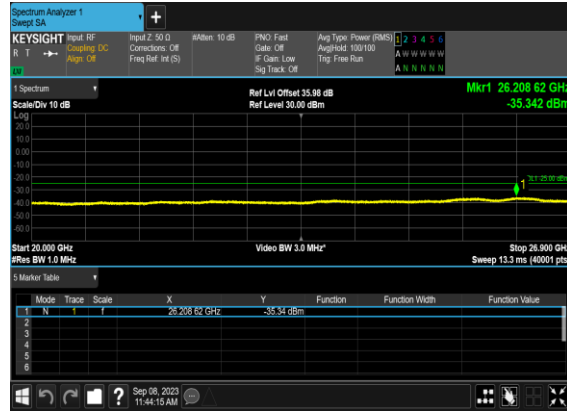 Spectrum Analyzer 1
Swept SA
+
KEYSIGHT Input: RF Input Z: 50 Ω #Atten: 10 dB PNO: Fast Avg Type: Power (RMS) 1 2 3 4 5 6
R T Coupling: DC Corrections: Off Gate: Off Avg|Hold: 100/100 A W W W W W
Align: Off Freq Ref: Int (S) IF Gain: Low Trig: Free Run
Sig Track: Off A N N N N N
1 Spectrum Ref Lvl Offset 35.98 dB Mkr1 26.208 62 GHz
Scale/Div 10 dB Ref Level 30.00 dBm -35.342 dBm
Log
20.0
10.0
0.00
-10.0
-20.0
-30.0
-40.0
-50.0
-60.0
1
Start 20.000 GHz Video BW 3.0 MHz* Stop 26.900 GHz
#Res BW 1.0 MHz Sweep 13.3 ms (40001 pts
5 Marker Table
Mode Trace Scale X Y Function Function Width Function Value
1 N 1 f 26.208 62 GHz -35.34 dBm
2
3
4
5
6
?
Sep 08, 2023
11:44:15 AM